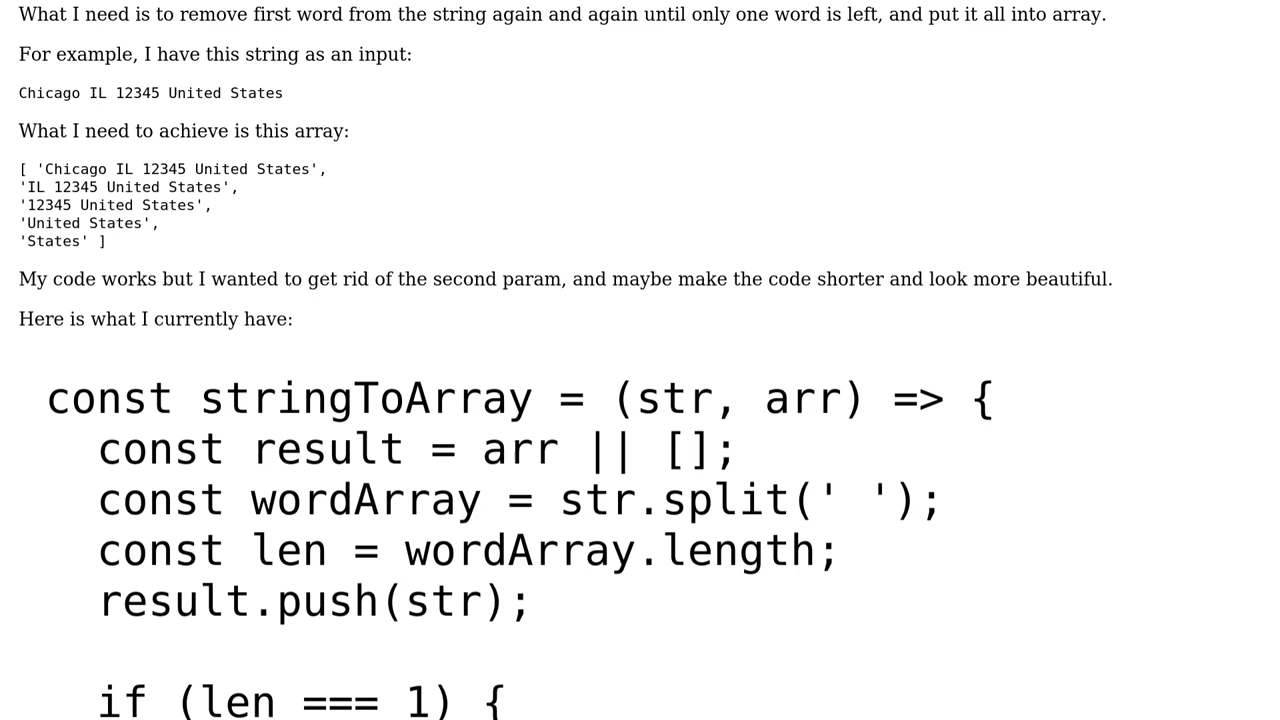 What I need is to remove first word from the string again and again until only one word is left, and put it all into array.
For example, I have this string as an input:
Chicago IL 12345 United States
What I need to achieve is this array:
[ 'Chicago IL 12345 United States',
'IL 12345 United States',
'12345 United States',
'United States',
'States' ]
My code works but I wanted to get rid of the second param, and maybe make the code shorter and look more beautiful.
Here is what I currently have:
const stringToArray = (str, arr) => {
  const result = arr || [];
  const wordArray = str.split(' ');
  const len = wordArray.length;
  result.push(str);
  if (len === 1) {